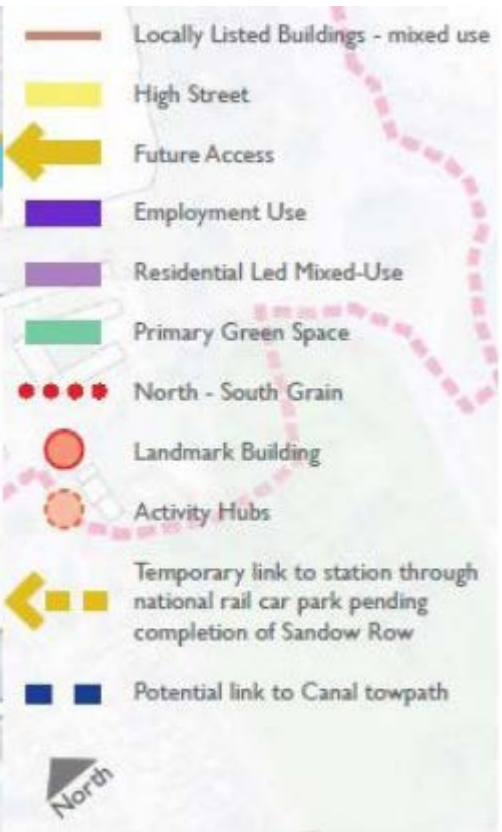 Locally Listed Buildings - mixed use
High Street
Future Access
Employment Use
Residential Led Mixed-Use
Primary Green Space
North - South Grain
Landmark Building
Activity Hubs
Temporary link to station through
national rail car park pending
completion of Sandow Row
Potential link to Canal towpath
North